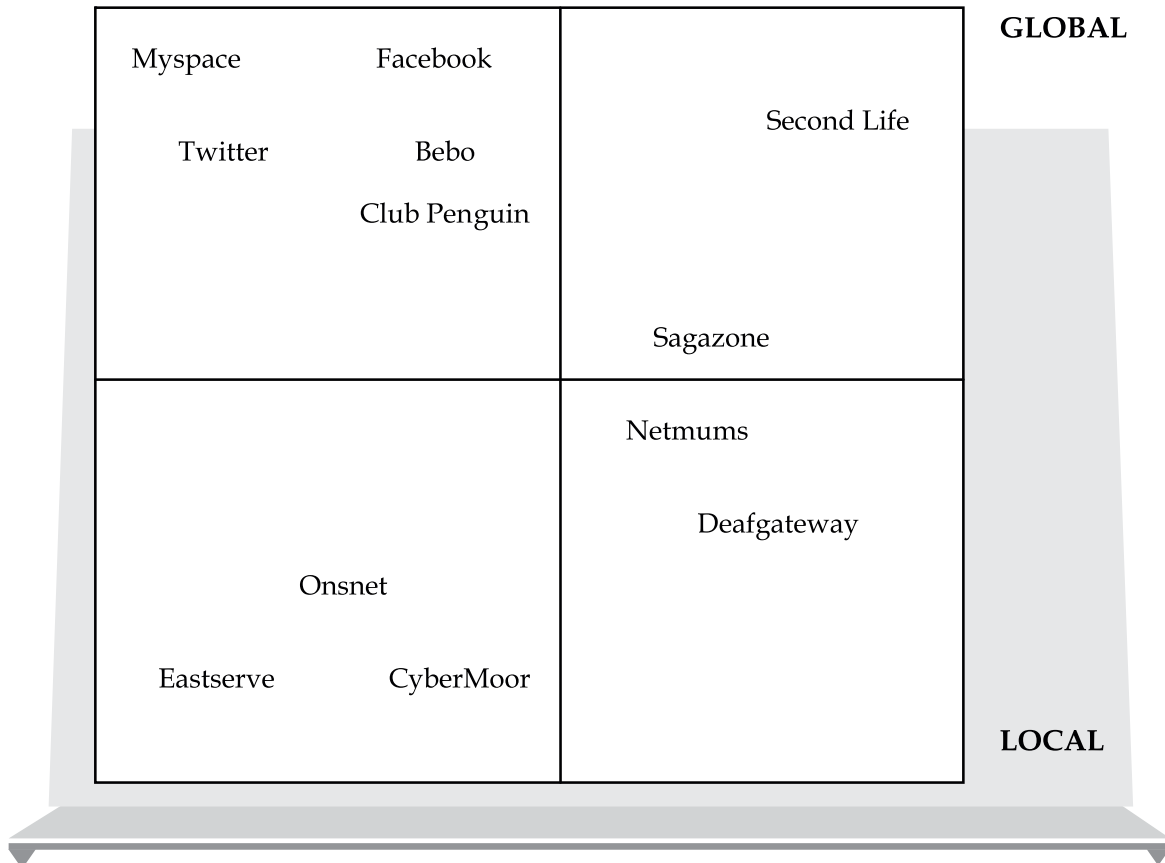 GLOBAL
Myspace Facebook
Second Life
Twitter Bebo
Club Penguin
Sagazone
Netmums
Deafgateway
Onsnet
Eastserve CyberMoor
LOCAL